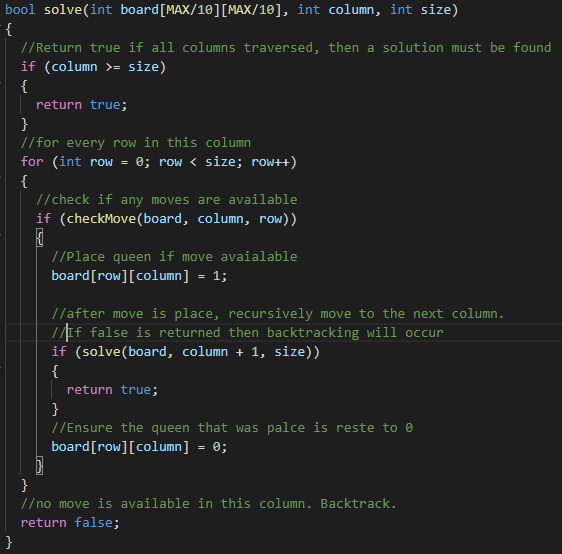 bool solve(int board[MAX/10][MAX/10], int column, int size)
{
//Return true if all columns traversed, then a solution must be found
if (column >= size)
{
return true;
}
//for every row in this column
for (int row = 0; row < size; row++)
{
//check if any moves are available
if (checkMove(board, column, row))
{
//Place queen if move avaialable
board[row][column] = 1;
//after move is place, recursively move to the next column.
//If false is returned then backtracking will occur
if (solve(board, column + 1, size))
{
return true;
}
//Ensure the queen that was palce is reste to 0
board[row][column] = 0;
}
}
//no move is available in this column. Backtrack.
return false;
}